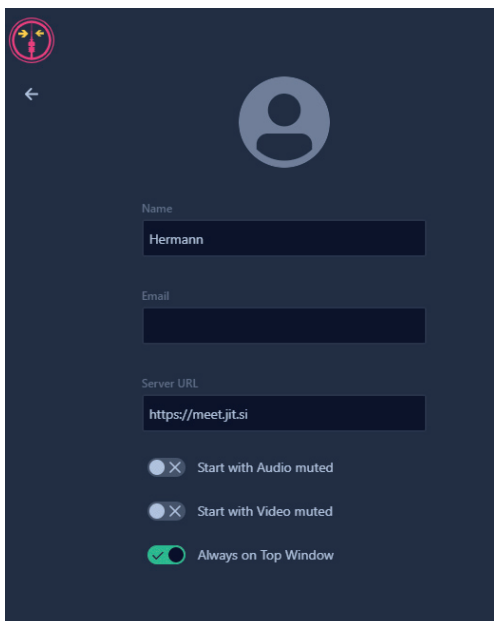 Name
Hermann
Email
Server URL
https://meet.jit.si
Start with Audio muted
Start with Video muted
Always on Top Window